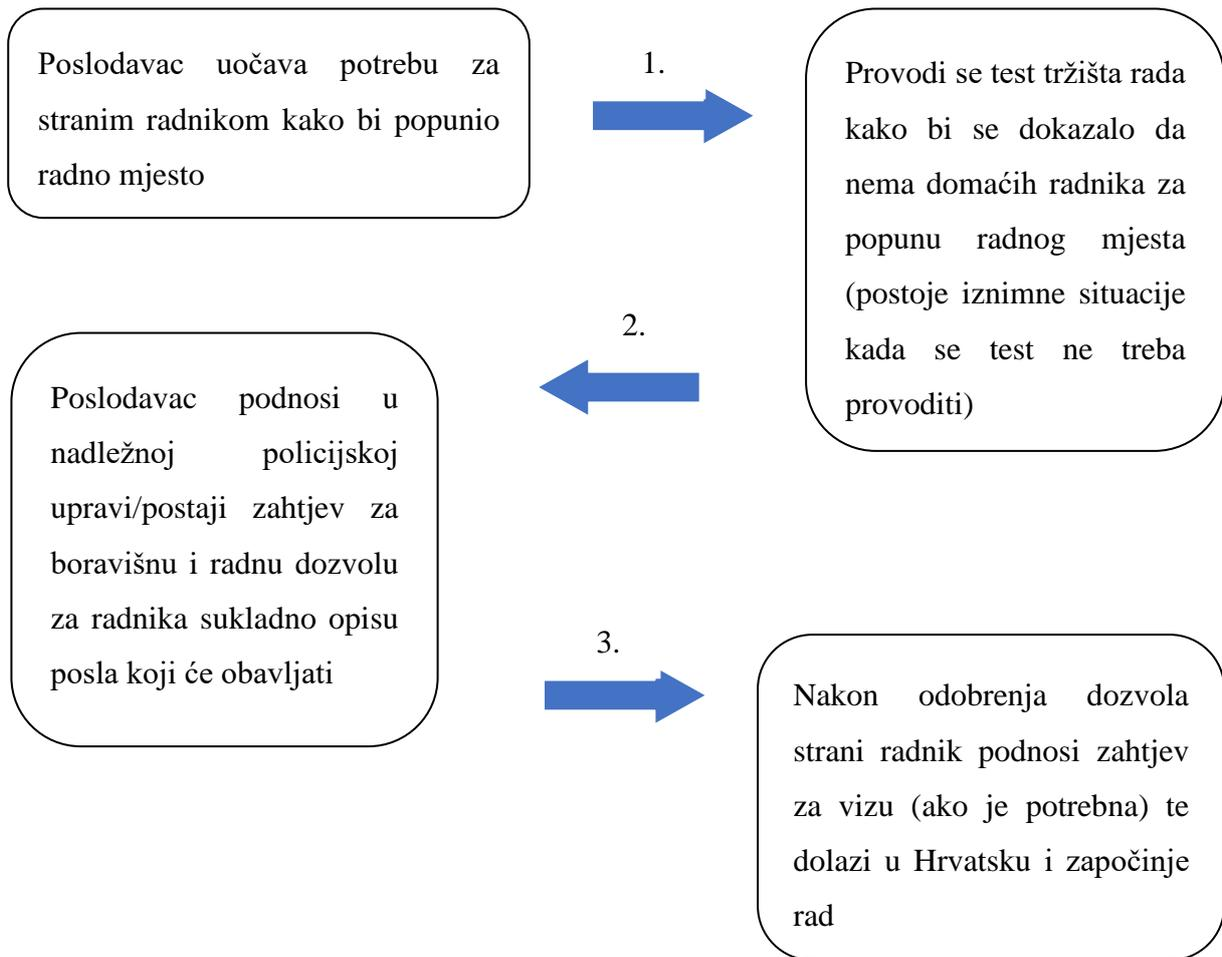 Poslodavac uočava potrebu za
stranim radnikom kako bi popunio
radno mjesto
1.
Provodi se test tržišta rada
kako bi se dokazalo da
nema domaćih radnika za
popunu radnog mjesta
(postoje iznimne situacije
kada se test ne treba
provoditi)
2.
Poslodavac podnosi u
nadležnoj policijskoj
upravi/postaji zahtjev za
boravišnu i radnu dozvolu
za radnika sukladno opisu
posla koji će obavljati
3.
Nakon odobrenja dozvola
strani radnik podnosi zahtjev
za vizu (ako je potrebna) te
dolazi u Hrvatsku i započinje
rad